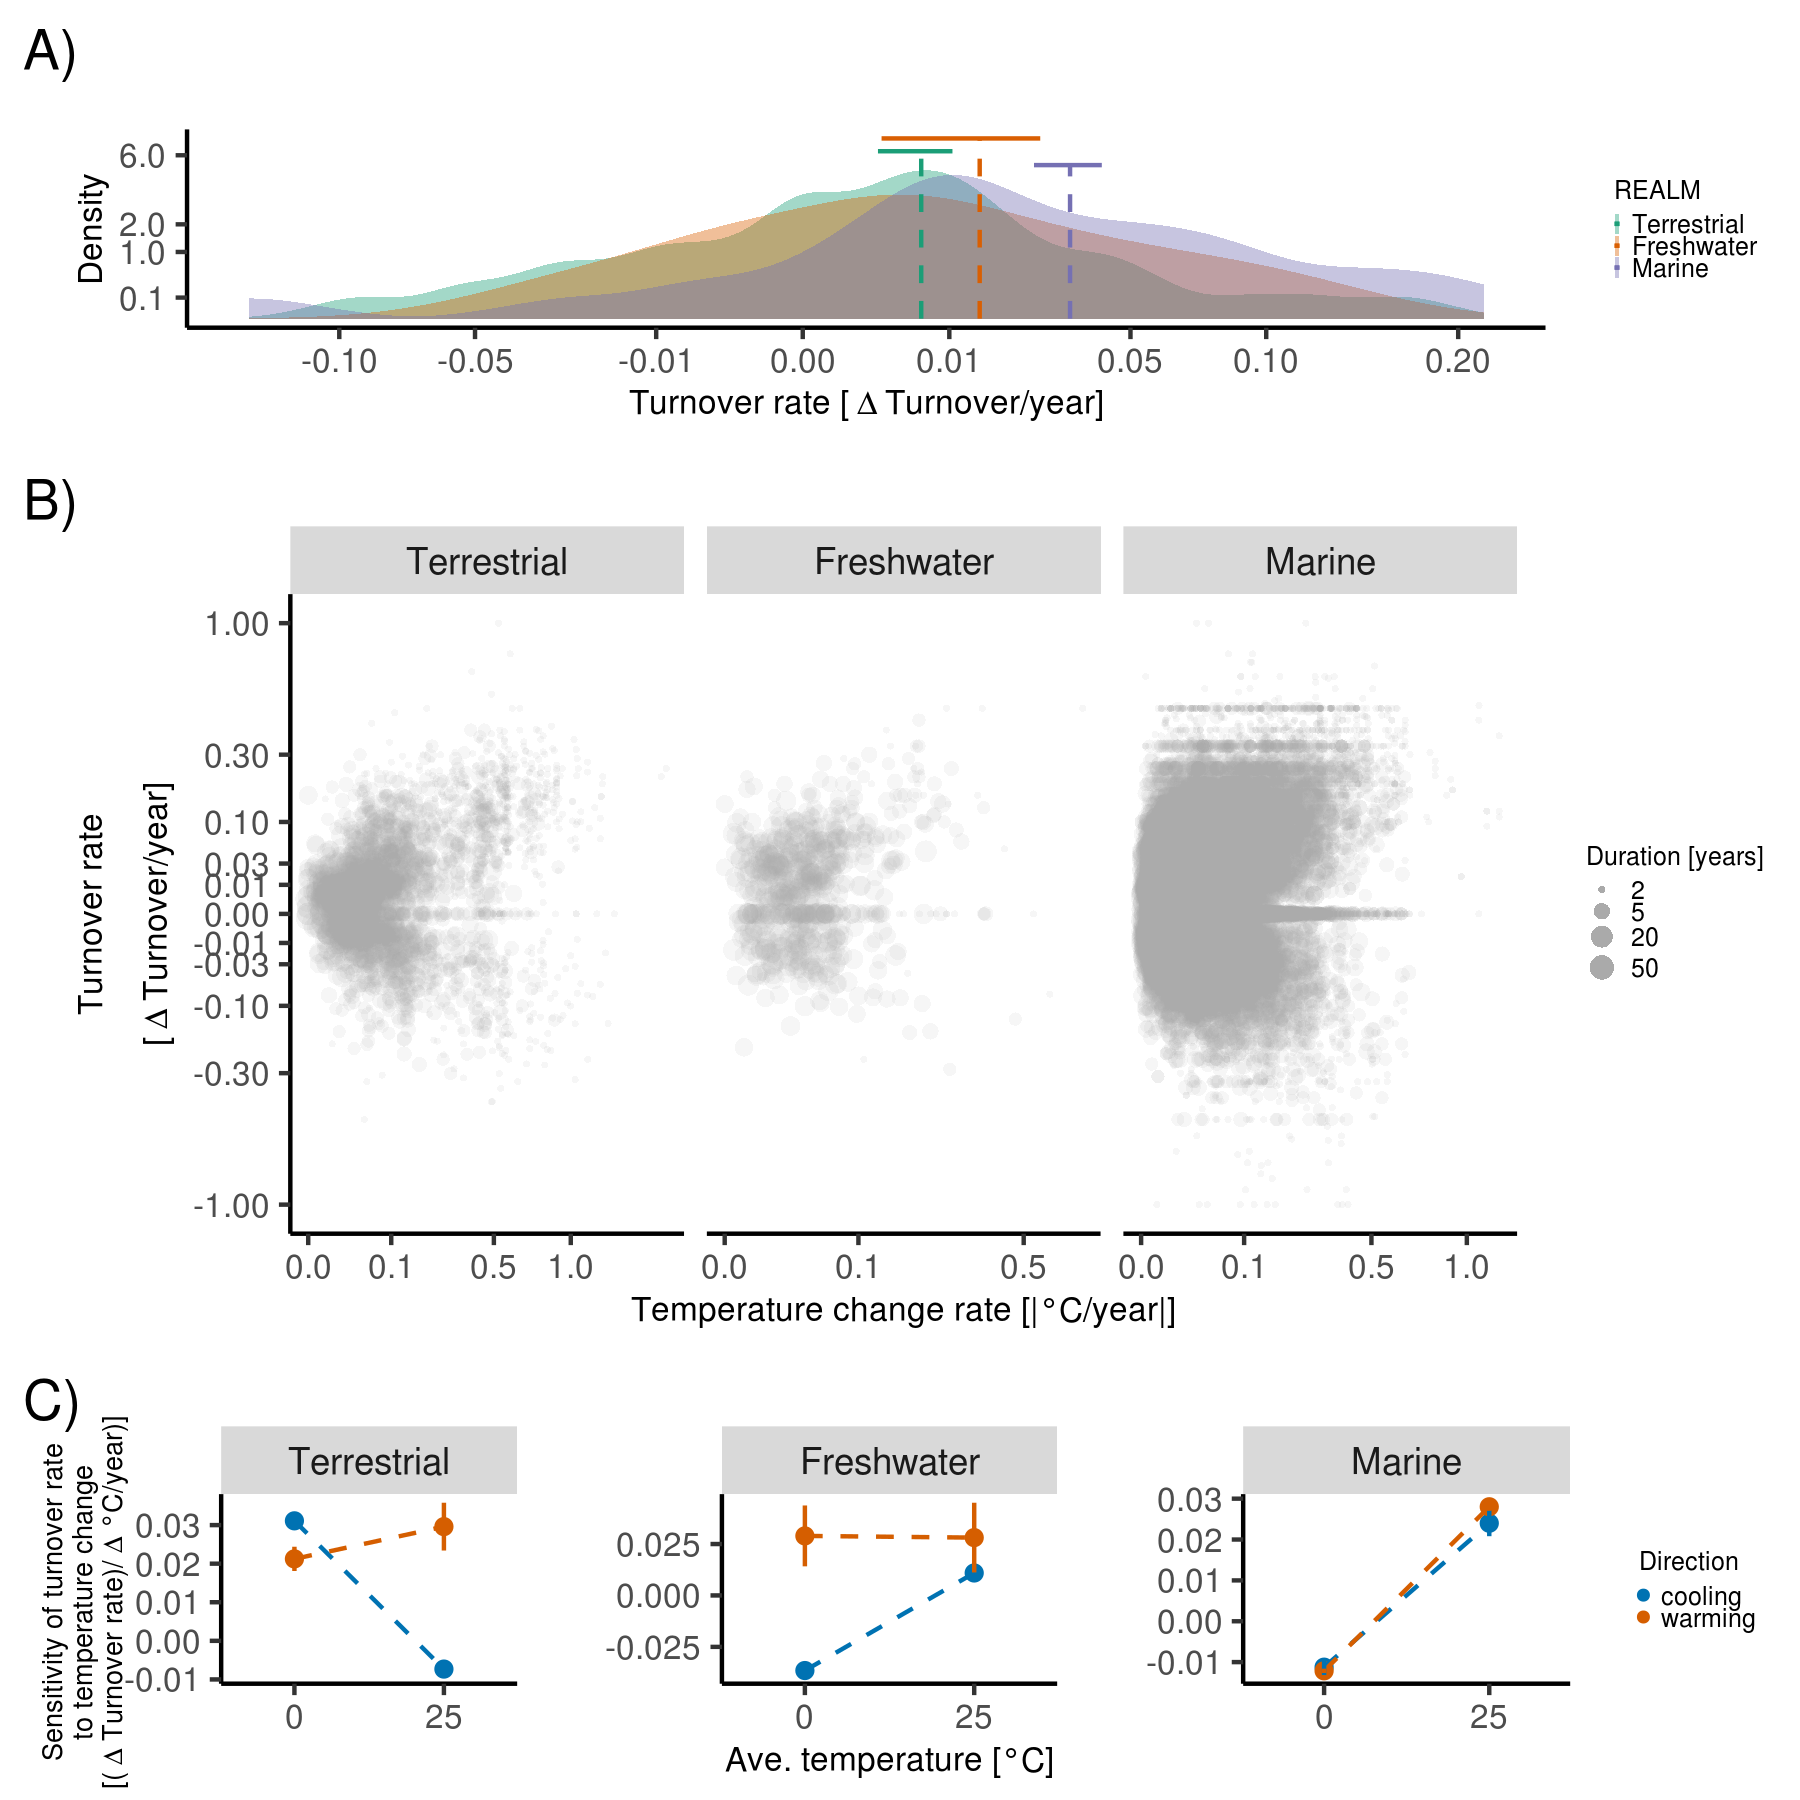 A)
Density
6.0
2.0
1.0
0.1
-0.10 -0.05 -0.01 0.00 0.01 0.05 0.10 0.20
Turnover rate [ Δ Turnover/year]
REALM
Terrestrial
Freshwater
Marine
B)
Terrestrial Freshwater Marine
Turnover rate
[ Δ Turnover/year]
1.00
0.30
0.10
0.03
0.01
0.00
-0.01
-0.03
-0.10
-0.30
-1.00
0.0 0.1 0.5 1.0 0.0 0.1 0.5 0.0 0.1 0.5 1.0
Temperature change rate [|°C/year|]
Duration [years]
2
5
20
50
C)
Sensitivity of turnover rate
to temperature change
[( Δ Turnover rate)/ Δ °C/year)]
Terrestrial
0.03
0.02
0.01
0.00
-0.01
0 25
Freshwater
0.025
0.000
-0.025
0 25
Marine
0.03
0.02
0.01
0.00
-0.01
0 25
Ave. temperature [°C]
Direction
cooling
warming